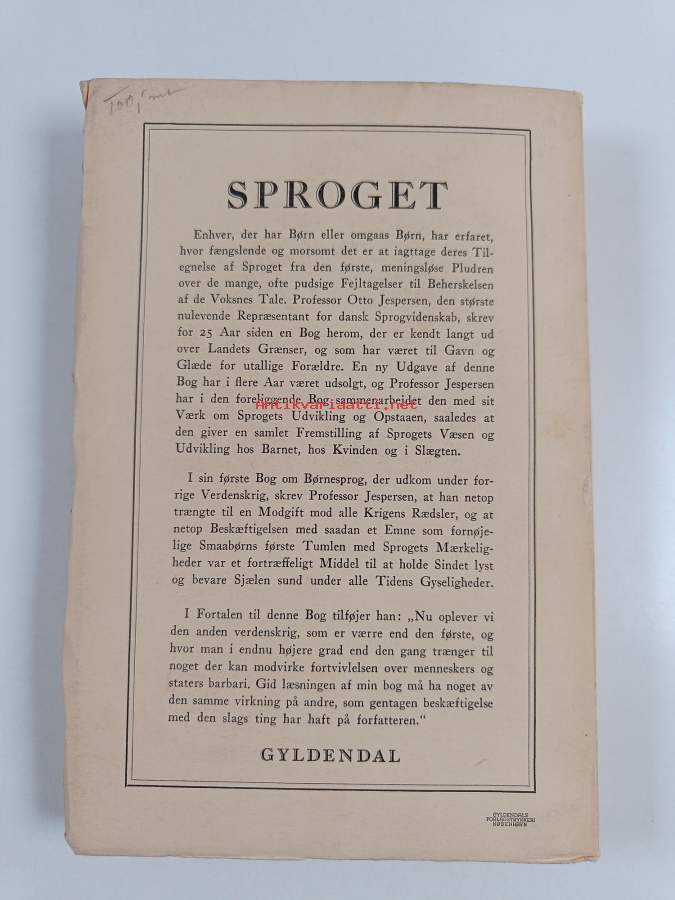 100,- mk
SPROGET
Enhver, der har Børn eller omgaas Børn, har erfaret,
hvor fængslende og morsomt det er at iagttage deres Til-
egnelse af Sproget fra den første, meningsløse Pludren
over de mange, ofte pudsige Fejltagelser til Beherskelsen
af de Voksnes Tale. Professor Otto Jespersen, den største
nulevende Repræsentant for dansk Sprogvidenskab, skrev
for 25 Aar siden en Bog herom, der er kendt langt ud
over Landets Grænser, og som har været til Gavn og
Glæde for utallige Forældre. En ny Udgave af denne
Bog har i flere Aar været udsolgt, og Professor Jespersen
har i den foreliggende Bog sammenarbejdet den med sit
Antikvariaatti.net
Værk om Sprogets Udvikling og Opstaaen, saaledes at
den giver en samlet Fremstilling af Sprogets Væsen og
Udvikling hos Barnet, hos Kvinden og i Slægten.
I sin første Bog om Børnesprog, der udkom under for-
rige Verdenskrig, skrev Professor Jespersen, at han netop
trængte til en Modgift mod alle Krigens Rædsler, og at
netop Beskæftigelsen med saadan et Emne som fornøje-
lige Smaabørns første Tumlen med Sprogets Mærkelig-
heder var et fortræffeligt Middel til at holde Sindet lyst
og bevare Sjælen sund under alle Tidens Gyseligheder.
I Fortalen til denne Bog tilføjer han: „Nu oplever vi
den anden verdenskrig, som er værre end den første, og
hvor man i endnu højere grad end den gang trænger til
noget der kan modvirke fortvivlelsen over menneskers og
staters barbari. Gid læsningen af min bog må ha noget av
den samme virkning på andre, som gentagen beskæftigelse
med den slags ting har haft på forfatteren."
GYLDENDAL
GYLDENDALS
FORLAGSTRYKKERI
KØBENHAVN